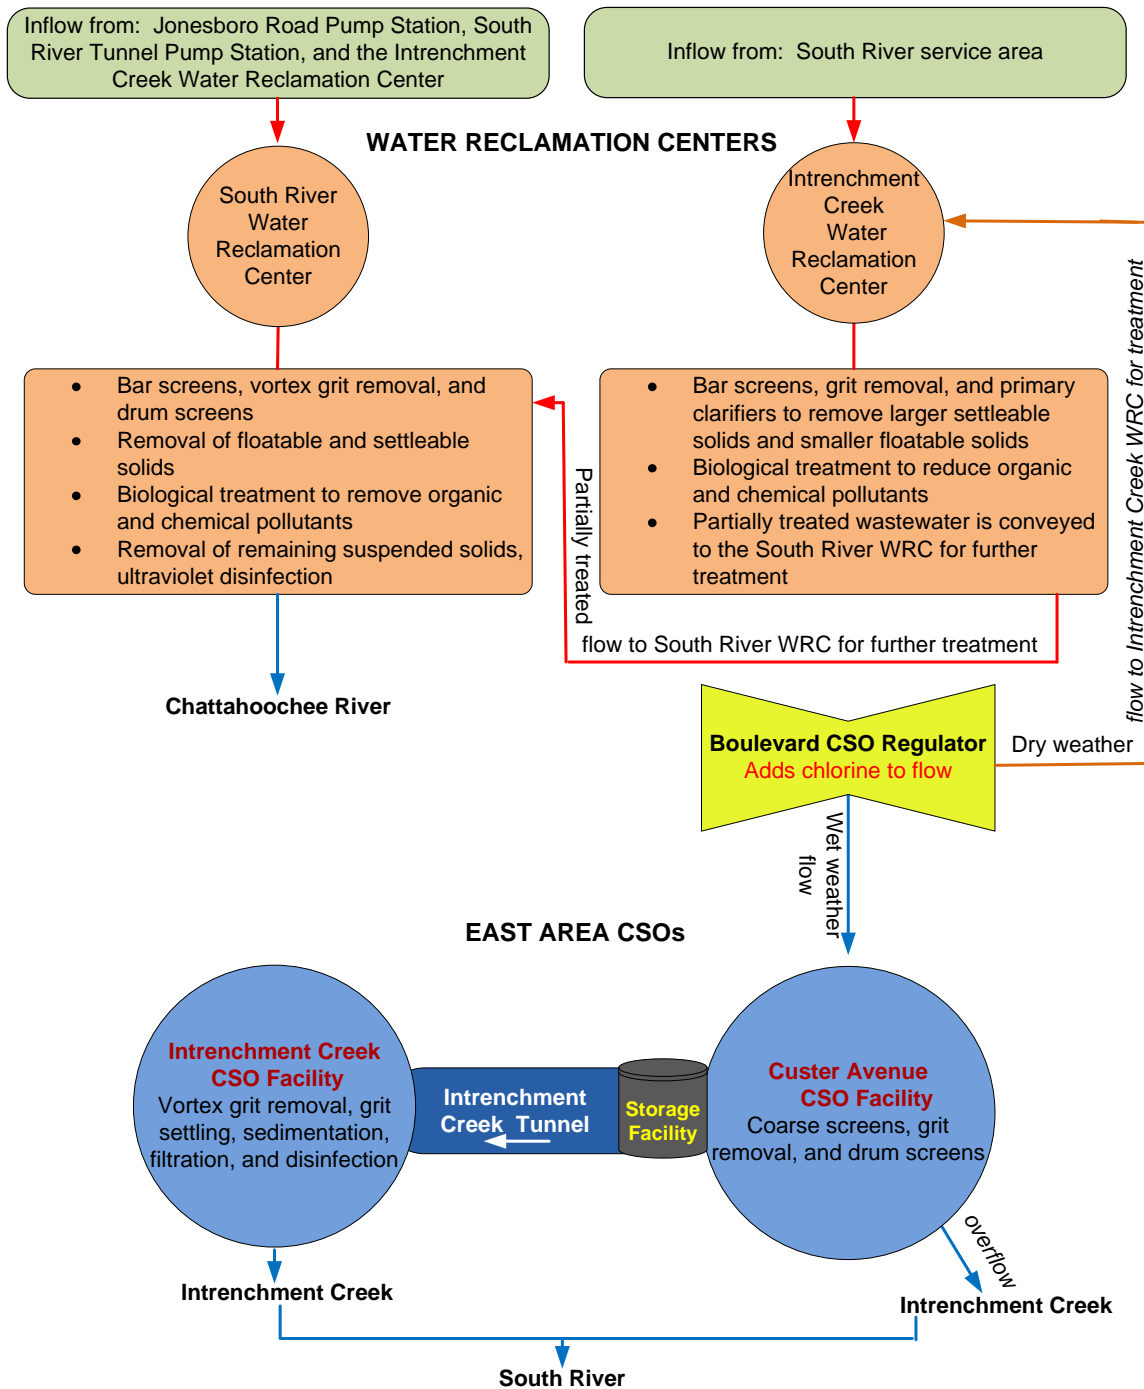 Inflow from:  Jonesboro Road Pump Station, South
River Tunnel Pump Station, and the Intrenchment
Creek Water Reclamation Center
Inflow from:  South River service area
WATER RECLAMATION CENTERS
South River
Water
Reclamation
Center
Intrenchment
Creek
Water
Reclamation
Center
• Bar screens, vortex grit removal, and
drum screens
• Removal of floatable and settleable
solids
• Biological treatment to remove organic
and chemical pollutants
• Removal of remaining suspended solids,
ultraviolet disinfection
• Bar screens, grit removal, and primary
clarifiers to remove larger settleable
solids and smaller floatable solids
• Biological treatment to reduce organic
and chemical pollutants
• Partially treated wastewater is conveyed
to the South River WRC for further
treatment
Partially treated
flow to South River WRC for further treatment
flow to Intrenchment Creek WRC for treatment
Chattahoochee River
Boulevard CSO Regulator
Adds chlorine to flow
Dry weather
Wet weather
flow
EAST AREA CSOs
Intrenchment Creek
CSO Facility
Vortex grit removal, grit
settling, sedimentation,
filtration, and disinfection
Intrenchment
Creek  Tunnel
Storage
Facility
Custer Avenue
CSO Facility
Coarse screens, grit
removal, and drum screens
overflow
Intrenchment Creek
Intrenchment Creek
South River